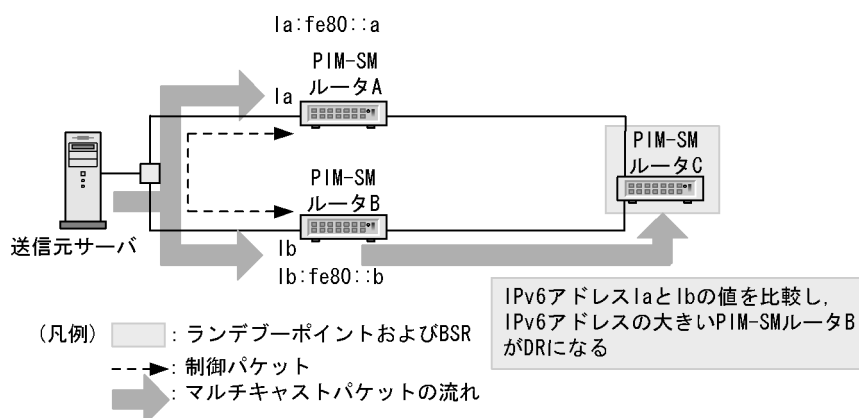 Ia:fe80::a
PIM-SM
ルータA
Ia
PIM-SM
ルータC
PIM-SM
ルータB
送信元サーバ
Ib
Ib:fe80::b
IPv6アドレスIaとIbの値を比較し,
IPv6アドレスの大きいPIM-SMルータB
がDRになる
(凡例) : ランデブーポイントおよびBSR
: 制御パケット
: マルチキャストパケットの流れ